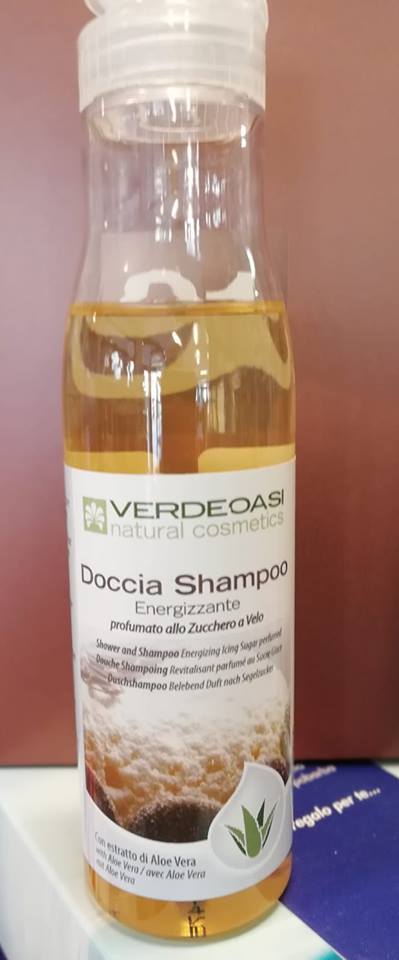 VERDEOASI
natural cosmetics
Doccia Shampoo
Energizzante
profumato allo Zucchero a Velo
Shower and Shampoo Energizing Icing Sugar perfumed
Douche Shampoing Revitalisant parfumé au Sucre Glace
Duschshampoo Belebend Duft nach Segelzucker
Con estratto di Aloe Vera
with Aloe Vera / avec Aloe Vera
mit Aloe Vera
regalo per te...